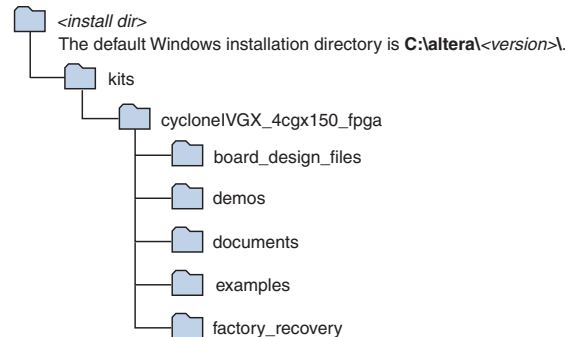 <install dir>
The default Windows installation directory is C:\altera\<version>\.
kits
cycloneIVGX_4cgx150_fpga
board_design_files
demos
documents
examples
factory_recovery